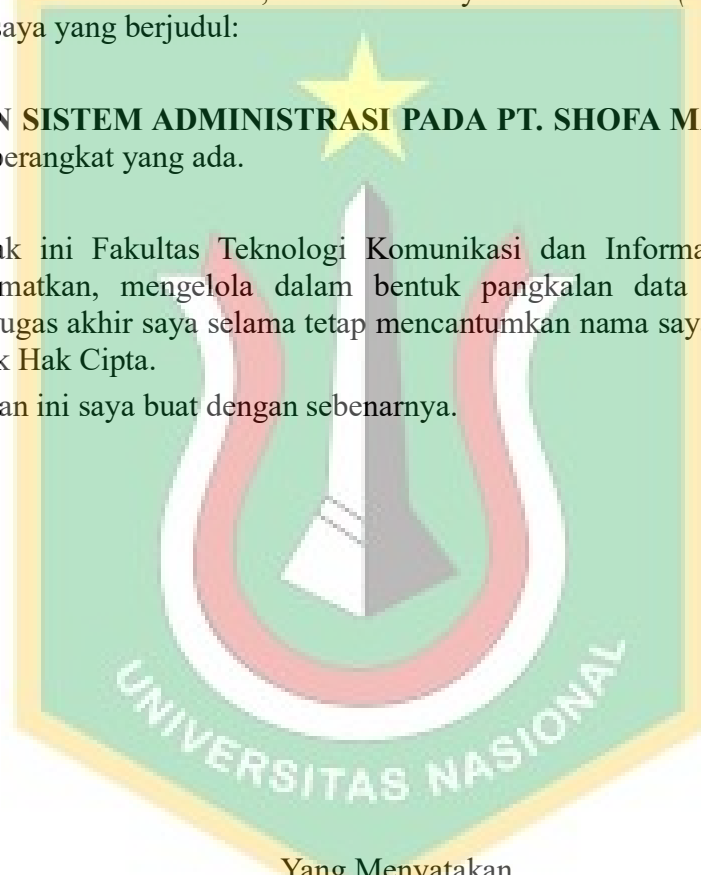 saya yang berjudul:
N SISTEM ADMINISTRASI PADA PT. SHOFA M
perangkat yang ada.
ak ini Fakultas Teknologi Komunikasi dan Informa
matkan, mengelola dalam bentuk pangkalan data
ugas akhir saya selama tetap mencantumkan nama say
k Hak Cipta.
an ini saya buat dengan sebenarnya.
UNIVERSITAS NASIONAL
Yang Menyatakan